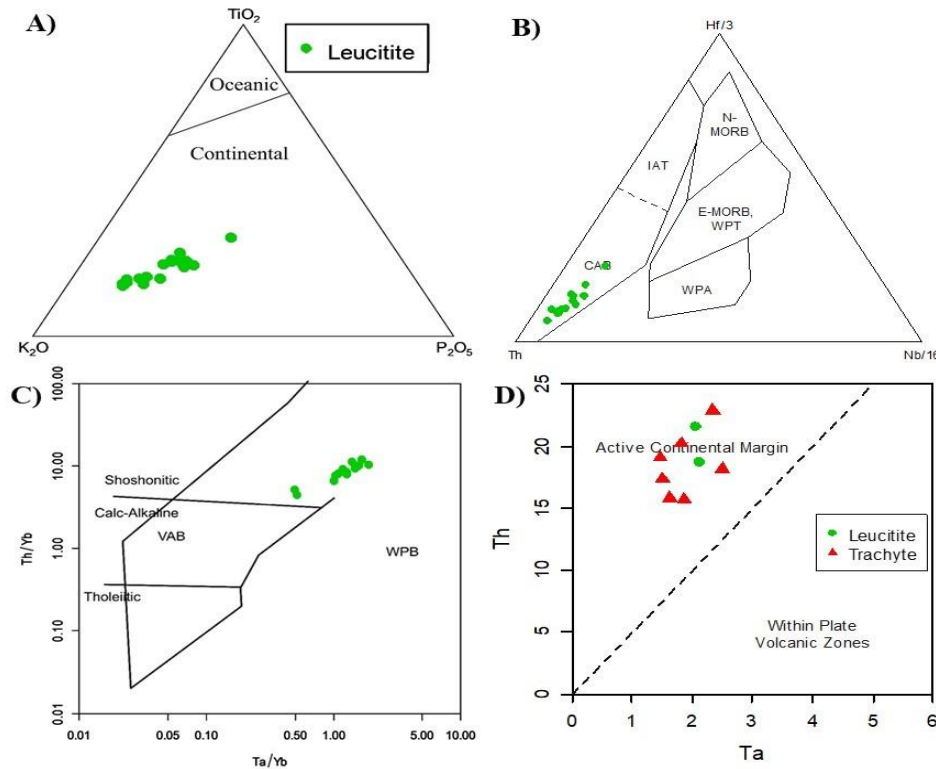 A)
TiO₂
Leucitite
Oceanic
Continental
K₂O
P₂O₅
B)
Hf/3
N-
MORB
IAT
E-MORB,
WPT
CAB
WPA
Th
Nb/16
C)
100.00
10.00
1.00
0.10
0.01
Th/Yb
Shoshonitic
Calc-Alkaline
VAB
WPB
Tholeiitic
0.01
0.05
0.10
0.50
1.00
5.00
10.00
Ta/Yb
D)
25
20
15
10
5
0
Th
Active Continental Margin
Leucitite
Trachyte
Within Plate
Volcanic Zones
0
1
2
3
4
5
6
Ta